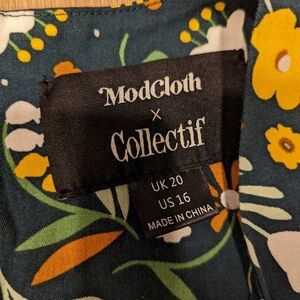 ModCloth
x
Collectif
UK 20
US 16
MADE IN CHINA